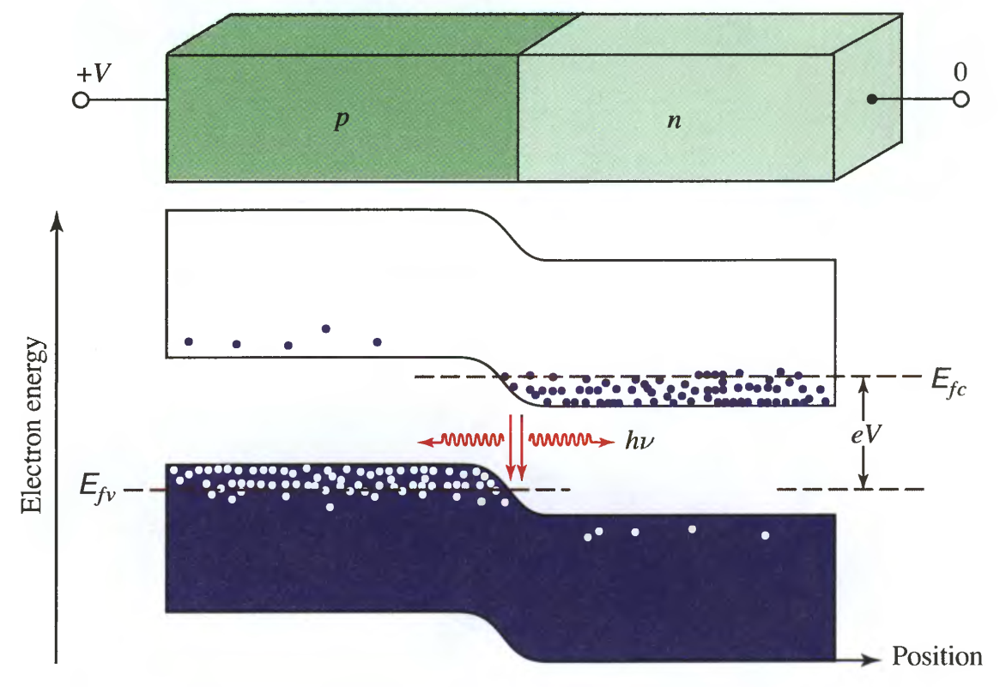 +V
0
p
n
Electron energy
E_fc
eV
hν
E_fv
Position